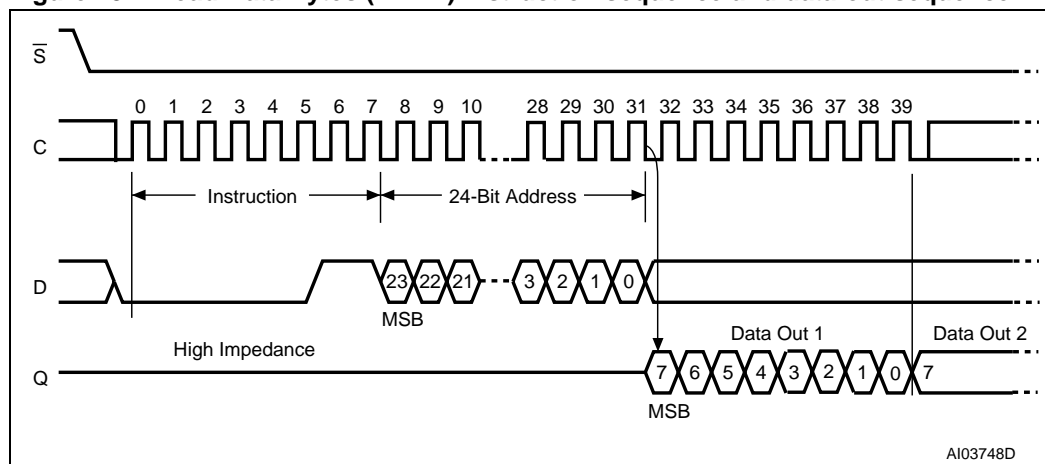 S
0 1 2 3 4 5 6 7 8 9 10 28 29 30 31 32 33 34 35 36 37 38 39
C
Instruction 24-Bit Address
D 23 22 21 3 2 1 0
MSB
High Impedance Data Out 1 Data Out 2
Q 7 6 5 4 3 2 1 0 7
MSB
AI03748D